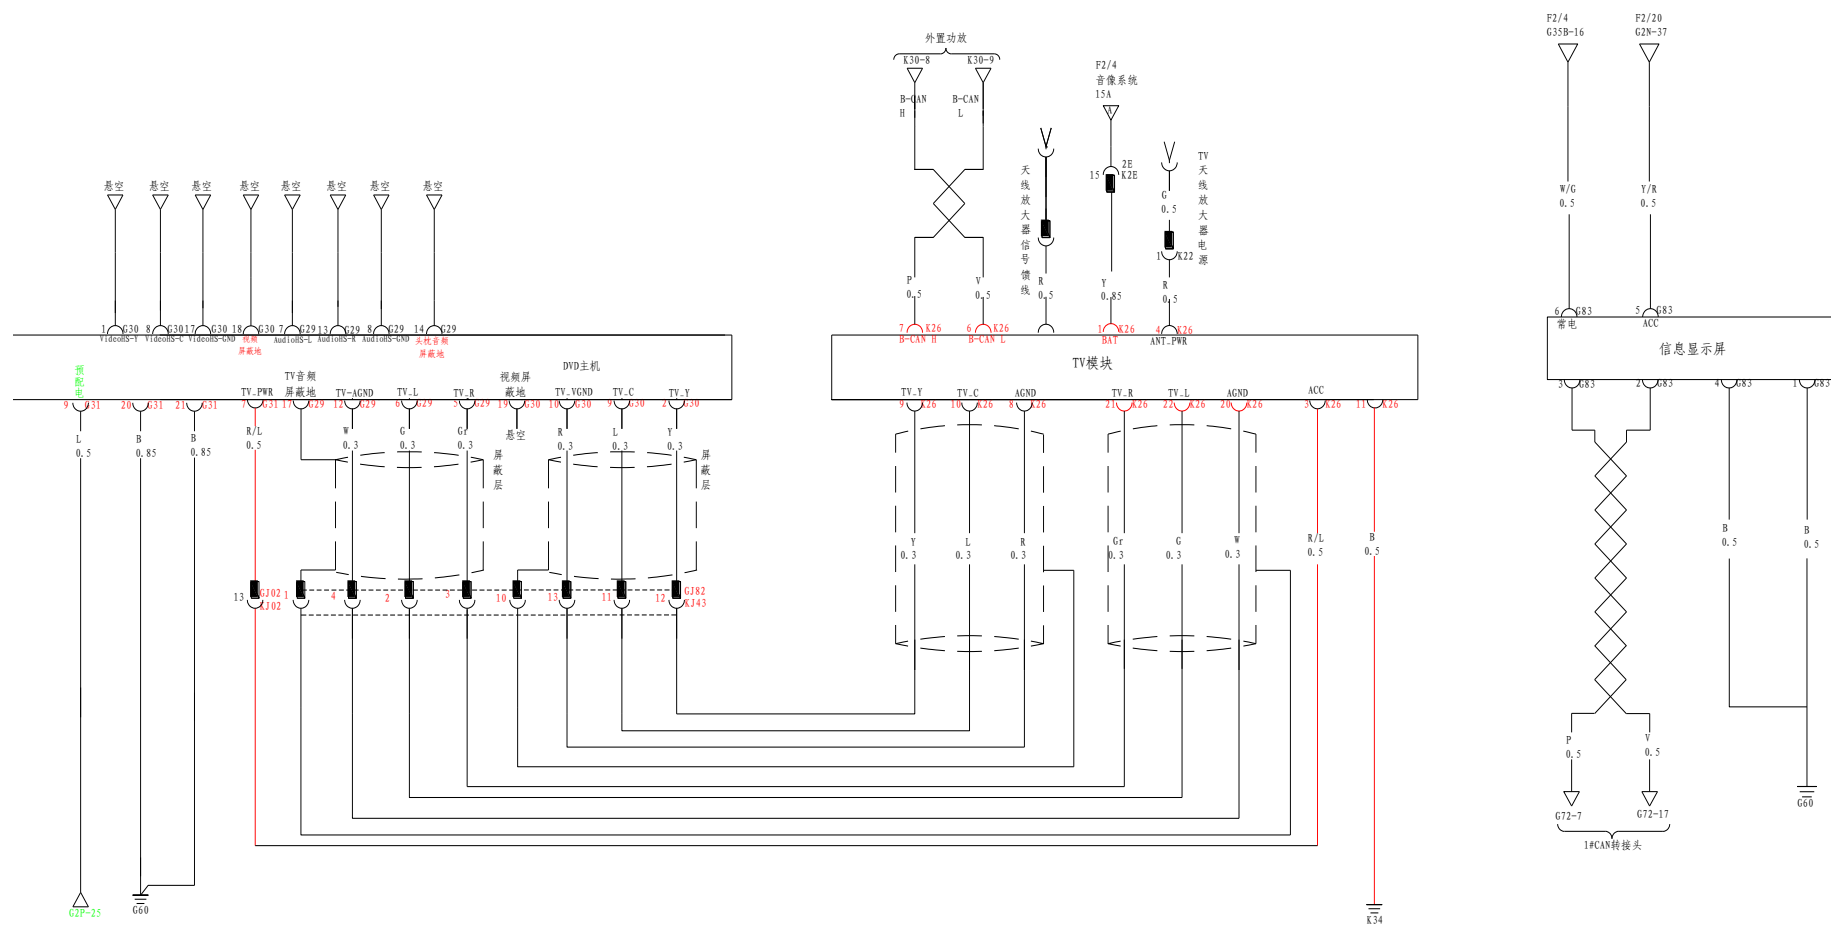 F2/4
F2/20
G35B-16
G2N-37
外置功放
K30-8
K30-9
F2/4
音像系统
15A
A
B-CAN
H
B-CAN
L
天线放大器信号馈线
2E
15
K2E
TV
天线放大器电源
G
0.5
1
K22
悬空
悬空
悬空
悬空
悬空
悬空
悬空
悬空
W/G
0.5
Y/R
0.5
P
0.5
V
0.5
R
0.5
Y
0.85
R
0.5
1 G30
8 G30
17 G30
18 G30
7 G29
13 G29
8 G29
14 G29
VideoHS-Y
VideoHS-C
VideoHS-GND
视频
屏蔽地
AudioHS-L
AudioHS-R
AudioHS-GND
头枕音频
屏蔽地
7 K26
6 K26
1 K26
4 K26
B-CAN H
B-CAN L
BAT
ANT_PWR
6 G83
5 G83
常电
ACC
信息显示屏
DVD主机
TV模块
预配电
TV_PWR
TV音频
屏蔽地
TV-AGND
TV_L
TV_R
视频屏
蔽地
TV_VGND
TV_C
TV_Y
TV_Y
TV_C
AGND
TV_R
TV_L
AGND
ACC
9 G31
20 G31
21 G31
7 G31
17 G29
12 G29
6 G29
5 G29
19 G30
10 G30
9 G30
2 G30
9 K26
10 K26
8 K26
21 K26
22 K26
20 K26
3 K26
11 K26
3 G83
2 G83
4 G83
1 G83
L
0.5
B
0.85
B
0.85
R/L
0.5
W
0.3
G
0.3
Gr
0.3
悬空
R
0.3
L
0.3
Y
0.3
屏蔽层
屏蔽层
Y
0.3
L
0.3
R
0.3
Gr
0.3
G
0.3
W
0.3
R/L
0.5
B
0.5
B
0.5
B
0.5
13
GJ02
KJ02
1
4
2
3
10
13
11
12
GJ82
KJ43
P
0.5
V
0.5
G72-7
G72-17
1#CAN转接头
G60
G2P-25
G60
K34